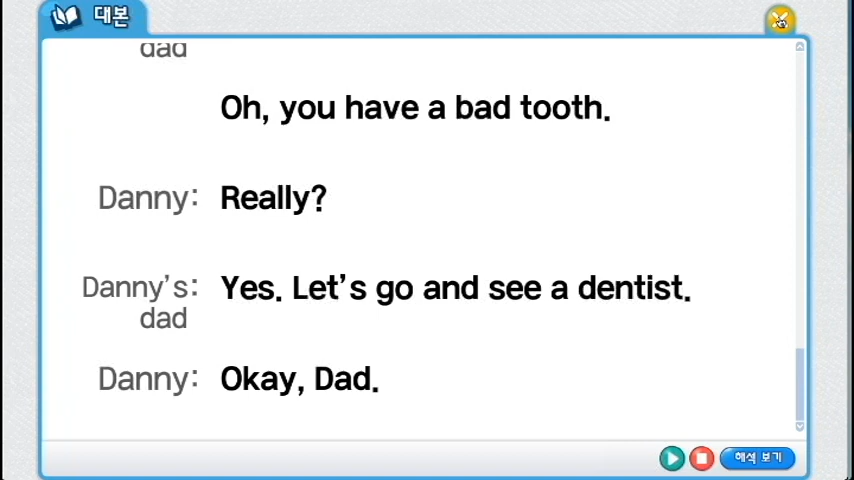 대본
dad
Oh, you have a bad tooth.
Danny: Really?
Danny's: Yes. Let's go and see a dentist.
dad
Danny: Okay, Dad.
해석 보기